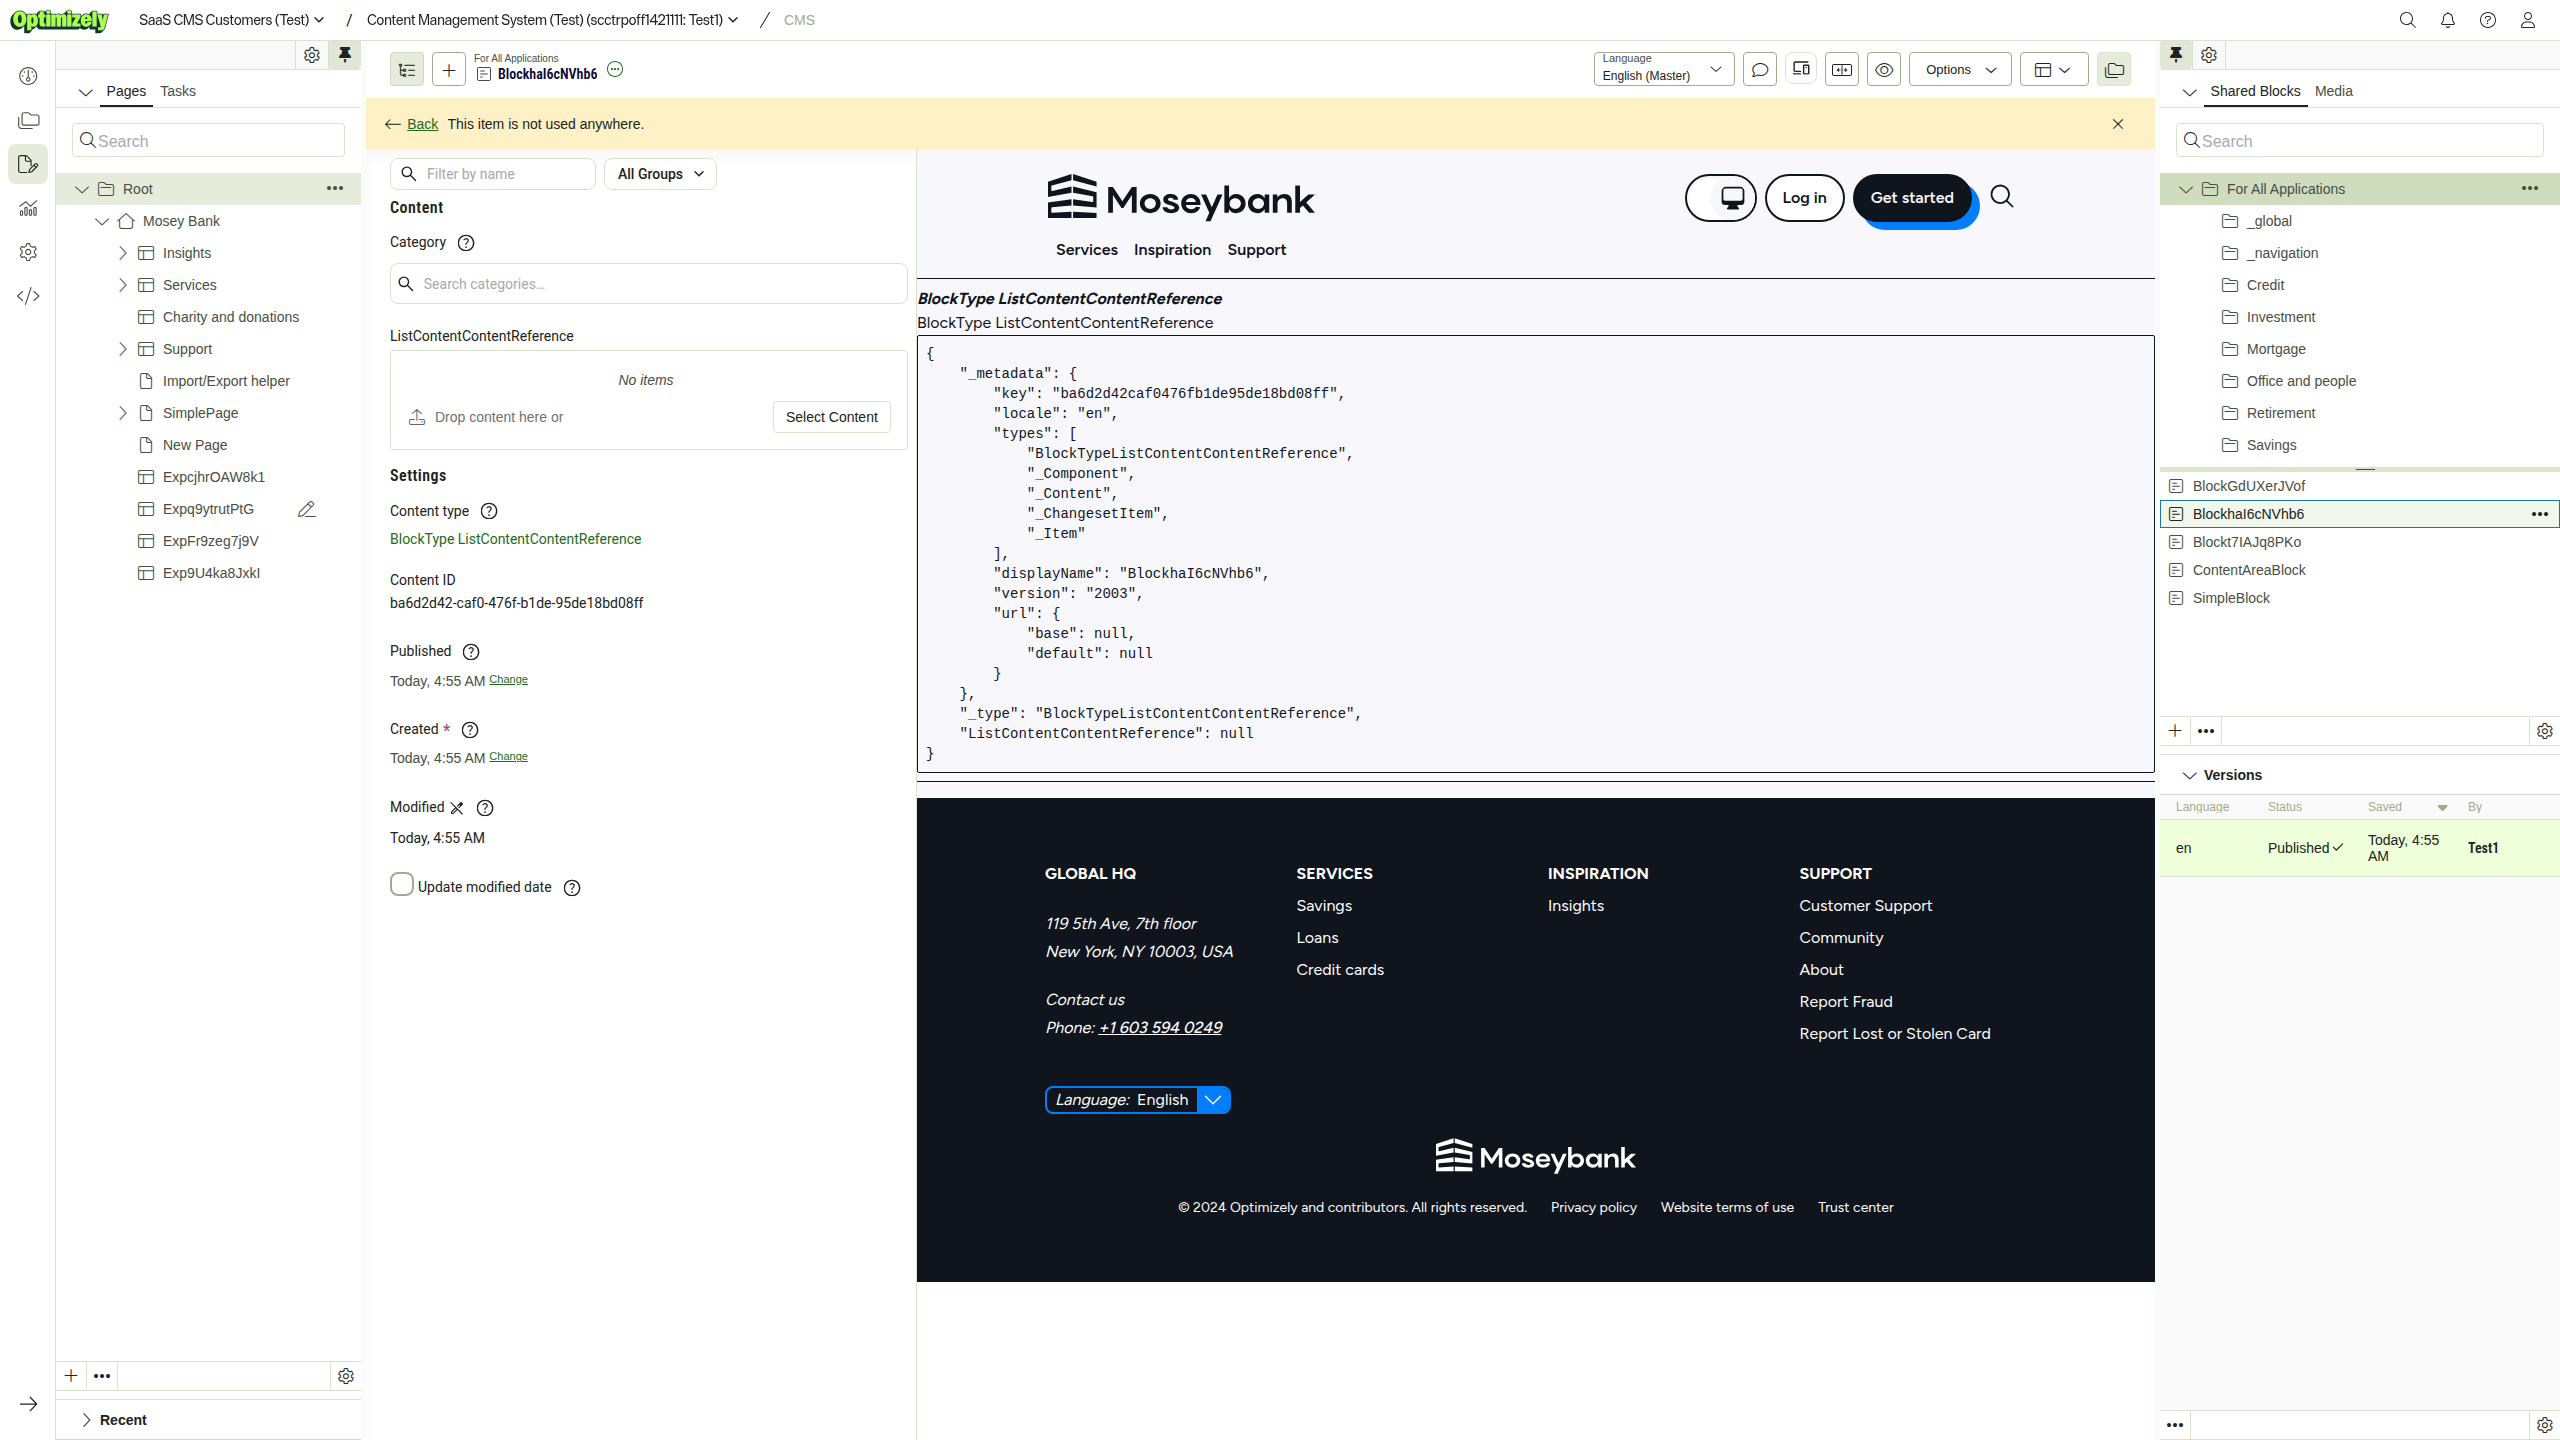 Optimizely
SaaS CMS Customers (Test) / Content Management System (Test) (scctrpoff1421111: Test1) / CMS
Pages Tasks
Search
Root
Mosey Bank
Insights
Services
Charity and donations
Support
Import/Export helper
SimplePage
New Page
ExpcjhrOAW8k1
Expq9ytrutPtG
ExpFr9zeg7j9V
Exp9U4ka8JxkI
Recent
For All Applications
BlockhaI6cNVhb6
Language
English (Master)
Options
Back This item is not used anywhere.
Filter by name
All Groups
Content
Category
Search categories...
ListContentContentReference
No items
Drop content here or
Select Content
Settings
Content type
BlockType ListContentContentReference
Content ID
ba6d2d42-caf0-476f-b1de-95de18bd08ff
Published
Today, 4:55 AM Change
Created *
Today, 4:55 AM Change
Modified
Today, 4:55 AM
Update modified date
Moseybank
Log in
Get started
Services Inspiration Support
BlockType ListContentContentReference
BlockType ListContentContentReference
{
"_metadata": {
"key": "ba6d2d42caf0476fb1de95de18bd08ff",
"locale": "en",
"types": [
"BlockTypeListContentContentReference",
"_Component",
"_Content",
"_ChangesetItem",
"_Item"
],
"displayName": "BlockhaI6cNVhb6",
"version": "2003",
"url": {
"base": null,
"default": null
}
},
"_type": "BlockTypeListContentContentReference",
"ListContentContentReference": null
}
GLOBAL HQ
119 5th Ave, 7th floor
New York, NY 10003, USA
Contact us
Phone: +1 603 594 0249
SERVICES
Savings
Loans
Credit cards
INSPIRATION
Insights
SUPPORT
Customer Support
Community
About
Report Fraud
Report Lost or Stolen Card
Language: English
Moseybank
© 2024 Optimizely and contributors. All rights reserved. Privacy policy Website terms of use Trust center
Shared Blocks Media
Search
For All Applications
_global
_navigation
Credit
Investment
Mortgage
Office and people
Retirement
Savings
BlockGdUXerJVof
BlockhaI6cNVhb6
Blockt7IAJq8PKo
ContentAreaBlock
SimpleBlock
Versions
Language Status Saved By
en Published Today, 4:55 AM Test1